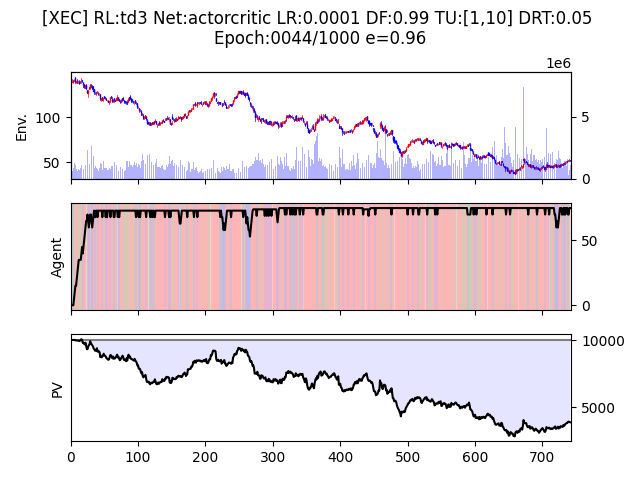 [XEC] RL:td3 Net:actorcritic LR:0.0001 DF:0.99 TU:[1,10] DRT:0.05
Epoch:0044/1000 e=0.96
1e6
Env.
100
50
5
0
Agent
50
0
PV
10000
5000
0 100 200 300 400 500 600 700